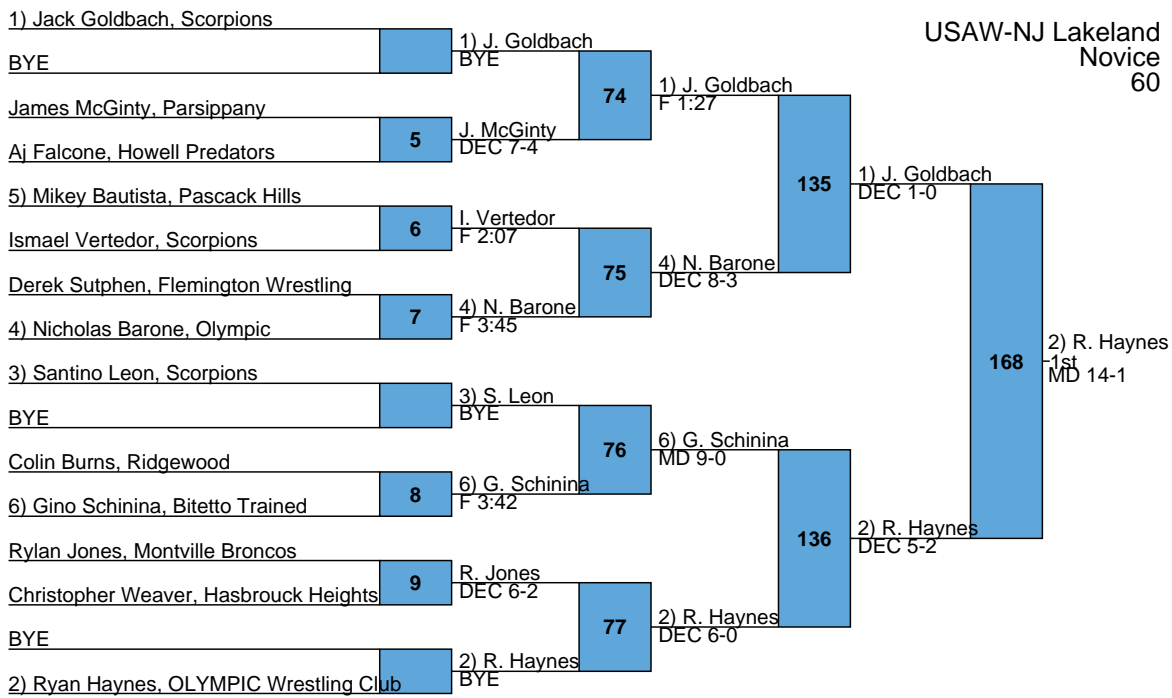 USAW-NJ Lakeland
Novice
60
1) Jack Goldbach, Scorpions
BYE
James McGinty, Parsippany
Aj Falcone, Howell Predators
5) Mikey Bautista, Pascack Hills
Ismael Vertedor, Scorpions
Derek Sutphen, Flemington Wrestling
4) Nicholas Barone, Olympic
3) Santino Leon, Scorpions
BYE
Colin Burns, Ridgewood
6) Gino Schinina, Bitetto Trained
Rylan Jones, Montville Broncos
Christopher Weaver, Hasbrouck Heights
BYE
2) Ryan Haynes, OLYMPIC Wrestling Club
5
6
7
8
9
1) J. Goldbach
BYE
J. McGinty
DEC 7-4
I. Vertedor
F 2:07
4) N. Barone
F 3:45
3) S. Leon
BYE
6) G. Schinina
F 3:42
R. Jones
DEC 6-2
2) R. Haynes
BYE
74
75
76
77
1) J. Goldbach
F 1:27
4) N. Barone
DEC 8-3
6) G. Schinina
MD 9-0
2) R. Haynes
DEC 6-0
135
136
1) J. Goldbach
DEC 1-0
2) R. Haynes
DEC 5-2
168
2) R. Haynes
1st
MD 14-1